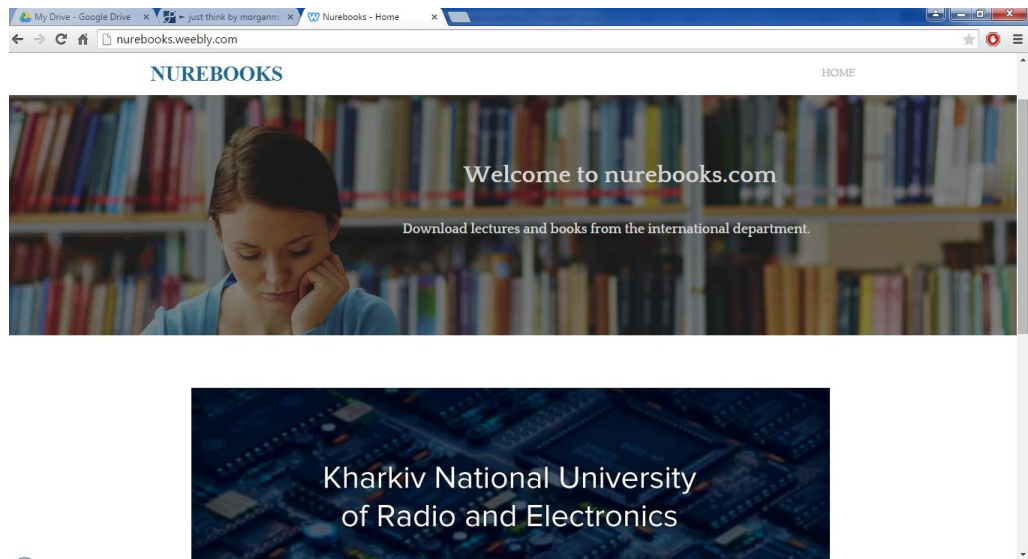 My Drive - Google Drive
just think by morganmi
Nurebooks - Home
nurebooks.weebly.com
NUREBOOKS
HOME
Welcome to nurebooks.com
Download lectures and books from the international department.
Kharkiv National University
of Radio and Electronics